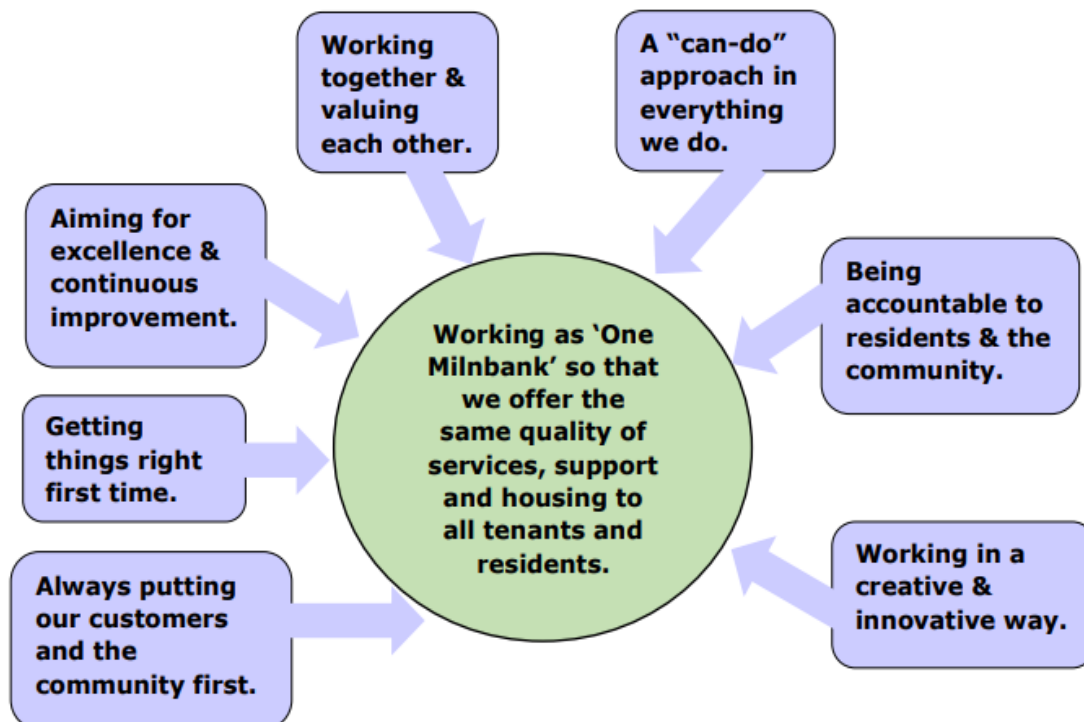 Working
together &
valuing
each other.
A “can-do”
approach in
everything
we do.
Aiming for
excellence &
continuous
improvement.
Being
accountable to
residents & the
community.
Working as ‘One
Milnbank’ so that
we offer the
same quality of
services, support
and housing to
all tenants and
residents.
Getting
things right
first time.
Always putting
our customers
and the
community first.
Working in a
creative &
innovative way.